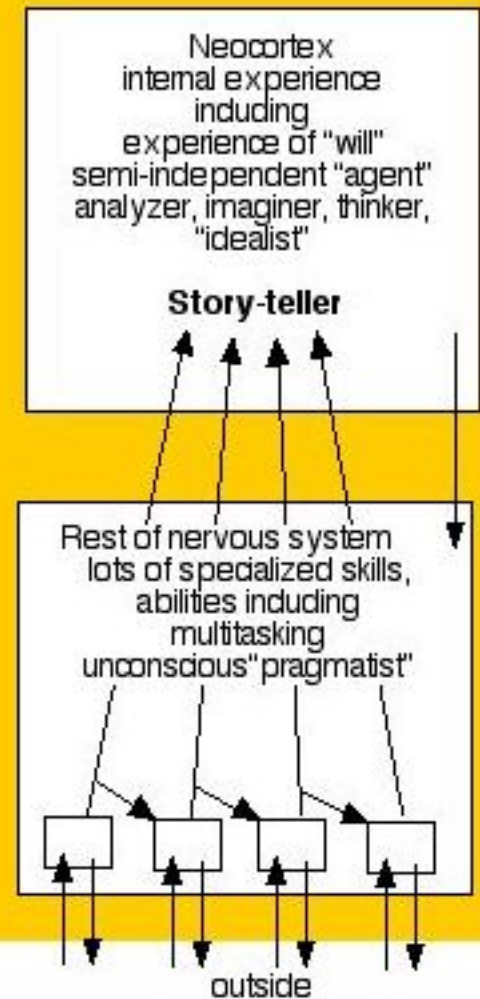 Neocortex
internal experience
including
experience of “will”
semi-independent “agent”
analyzer, imaginer, thinker,
“idealist”
Story-teller
Rest of nervous system
lots of specialized skills,
abilities including
multitasking
unconscious“pragmatist”
outside